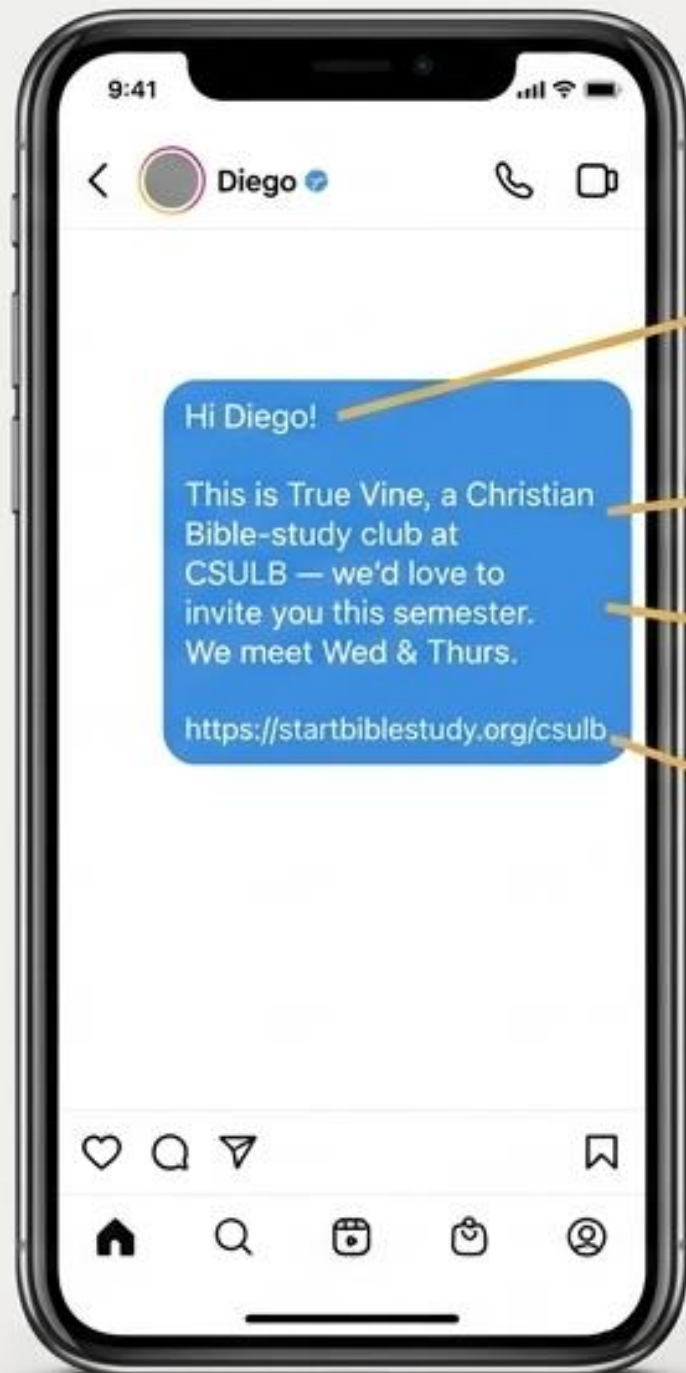 9:41
Diego
Hi Diego!
This is True Vine, a Christian
Bible-study club at
CSULB — we'd love to
invite you this semester.
We meet Wed & Thurs.
https://startbiblestudy.org/csulb